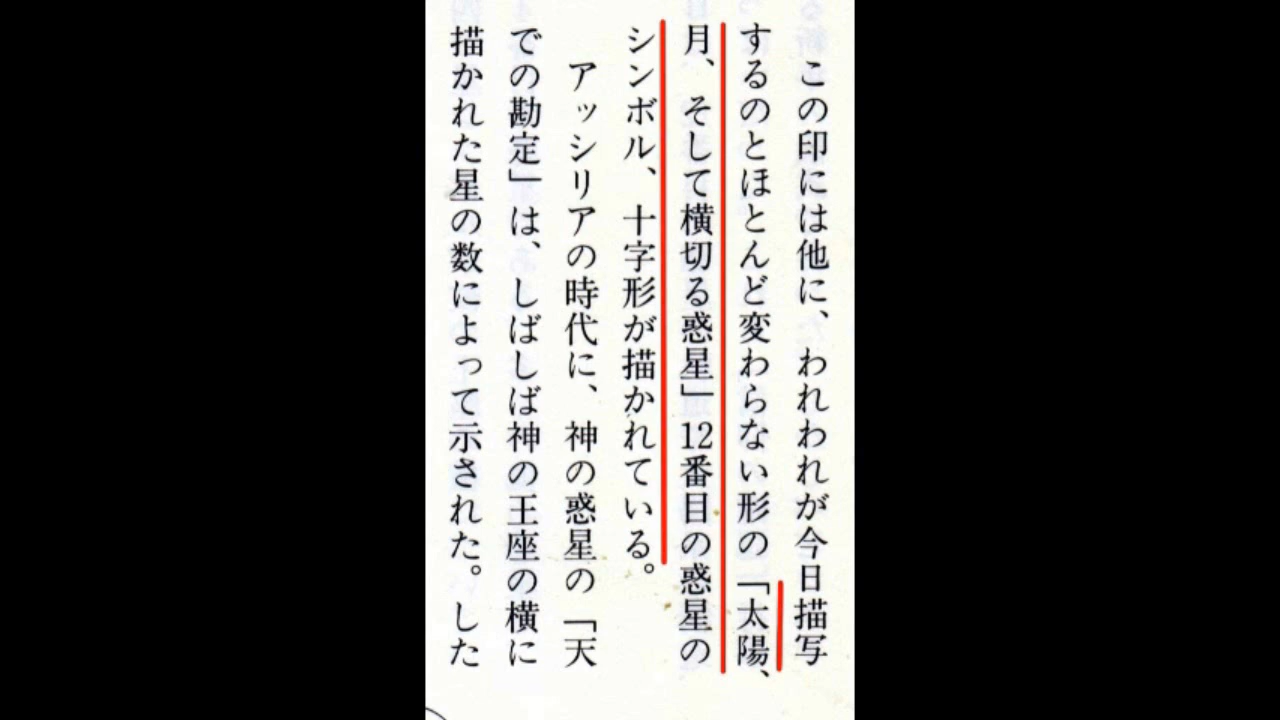 この印には他に、われわれが今日描写
するのとほとんど変わらない形の「太陽、
月、そして横切る惑星」12番目の惑星の
シンボル、十字形が描かれている。
アッシリアの時代に、神の惑星の「天
での勘定」は、しばしば神の王座の横に
描かれた星の数によって示された。した